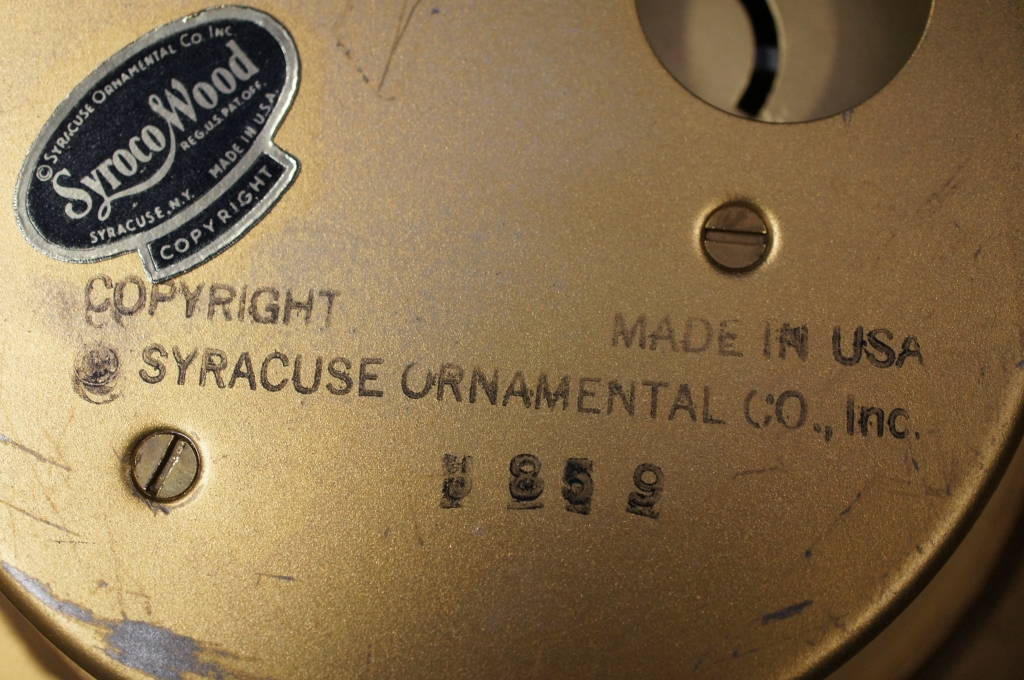 © SYRACUSE ORNAMENTAL CO. INC.
Syroco Wood
REG. U.S. PAT. OFF.
SYRACUSE, N.Y. MADE IN U.S.A.
COPYRIGHT
COPYRIGHT MADE IN USA
SYRACUSE ORNAMENTAL CO., Inc.